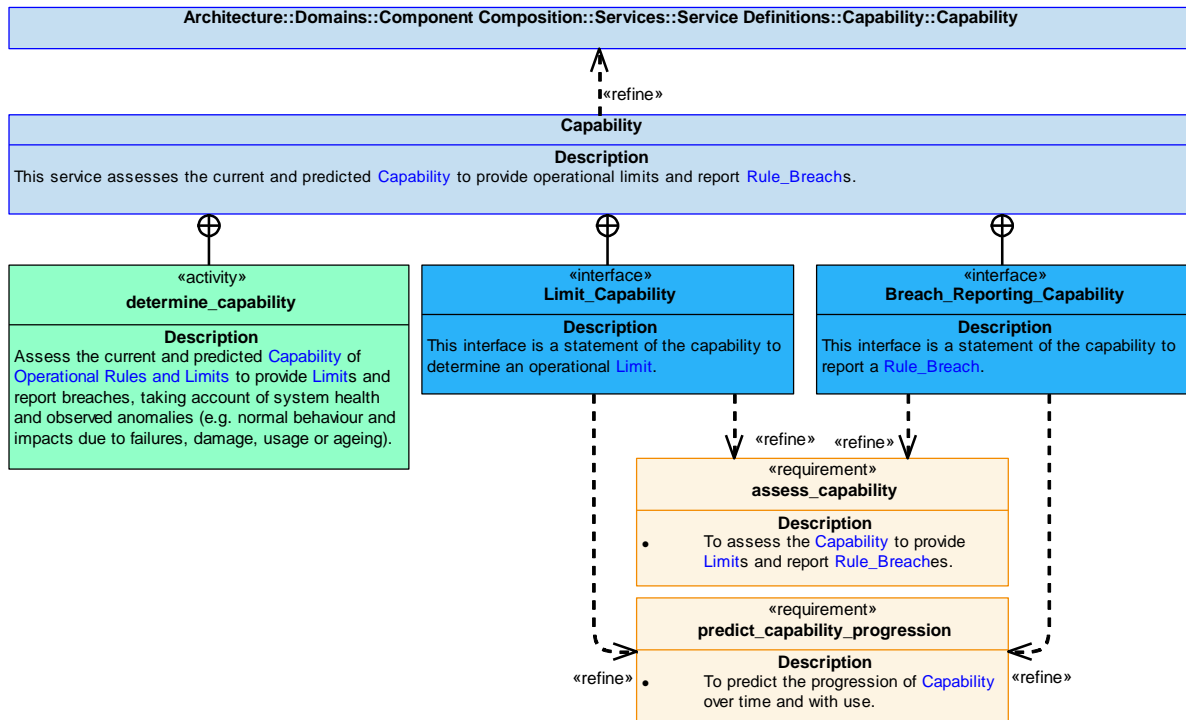 Architecture::Domains::Component Composition::Services::Service Definitions::Capability::Capability
«refine»
Capability
Description
This service assesses the current and predicted Capability to provide operational limits and report Rule_Breachs.
«activity»
determine_capability
Description
Assess the current and predicted Capability of
Operational Rules and Limits to provide Limits and
report breaches, taking account of system health
and observed anomalies (e.g. normal behaviour and
impacts due to failures, damage, usage or ageing).
«interface»
Limit_Capability
Description
This interface is a statement of the capability to
determine an operational Limit.
«interface»
Breach_Reporting_Capability
Description
This interface is a statement of the capability to
report a Rule_Breach.
«refine»
«refine»
«requirement»
assess_capability
Description
• To assess the Capability to provide
Limits and report Rule_Breaches.
«requirement»
predict_capability_progression
Description
• To predict the progression of Capability
over time and with use.
«refine»
«refine»